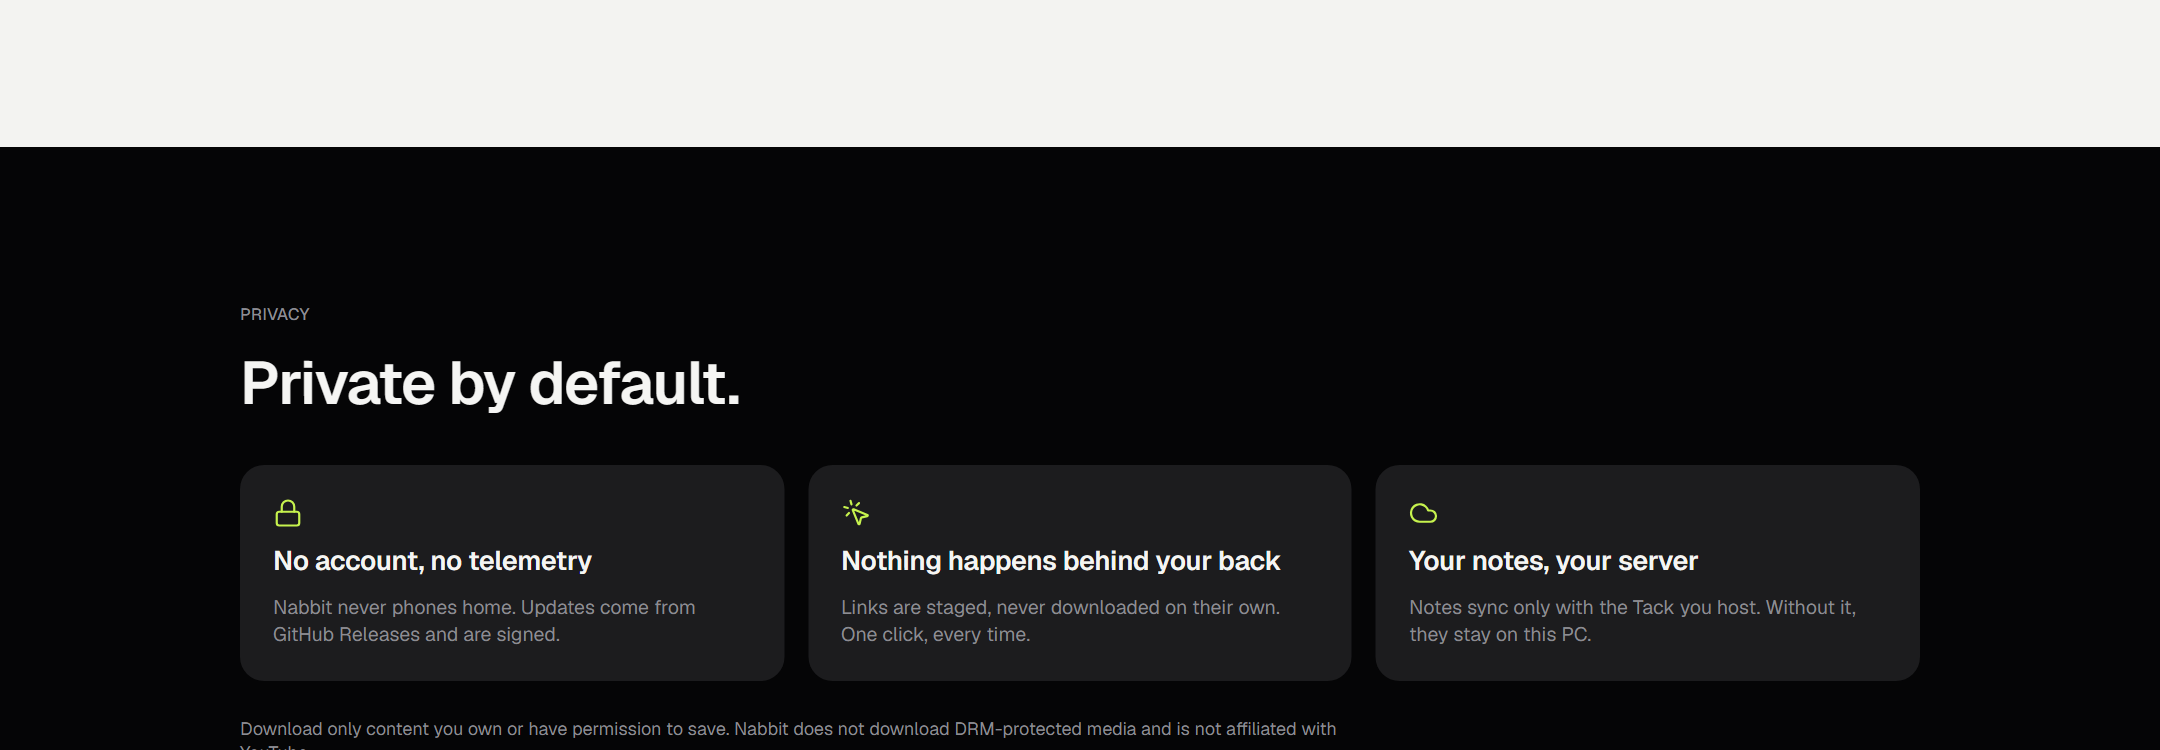 PRIVACY
Private by default.
No account, no telemetry
Nabbit never phones home. Updates come from
GitHub Releases and are signed.
Nothing happens behind your back
Links are staged, never downloaded on their own.
One click, every time.
Your notes, your server
Notes sync only with the Tack you host. Without it,
they stay on this PC.
Download only content you own or have permission to save. Nabbit does not download DRM-protected media and is not affiliated with